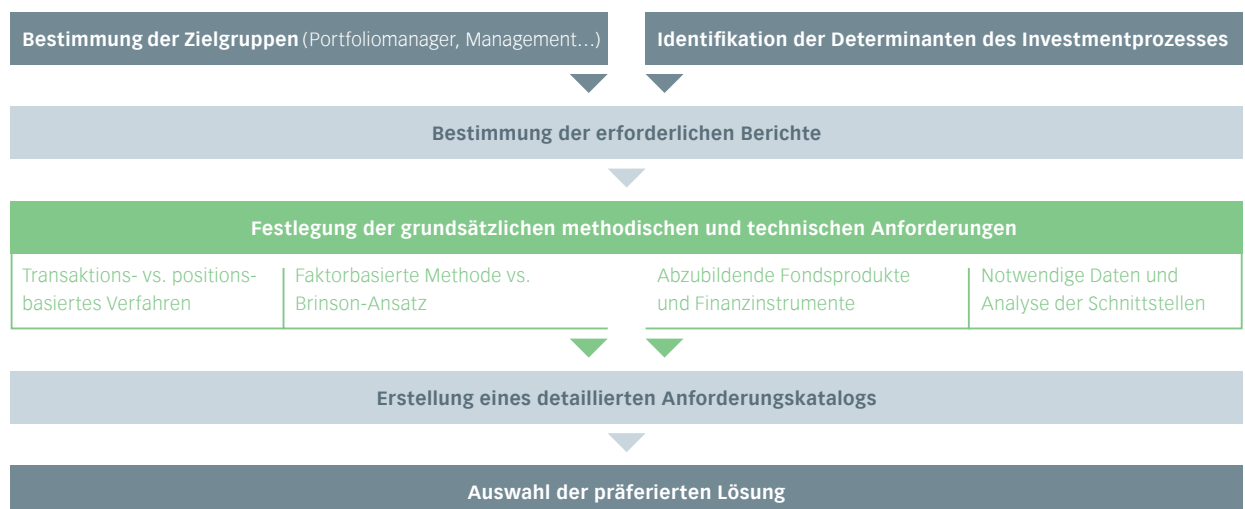 Bestimmung der Zielgruppen (Portfoliomanager, Management...)
Identifikation der Determinanten des Investmentprozesses
Bestimmung der erforderlichen Berichte
Festlegung der grundsätzlichen methodischen und technischen Anforderungen
Transaktions- vs. positions-
basiertes Verfahren
Faktorbasierte Methode vs.
Brinson-Ansatz
Abzubildende Fondsprodukte
und Finanzinstrumente
Notwendige Daten und
Analyse der Schnittstellen
Erstellung eines detaillierten Anforderungskatalogs
Auswahl der präferierten Lösung